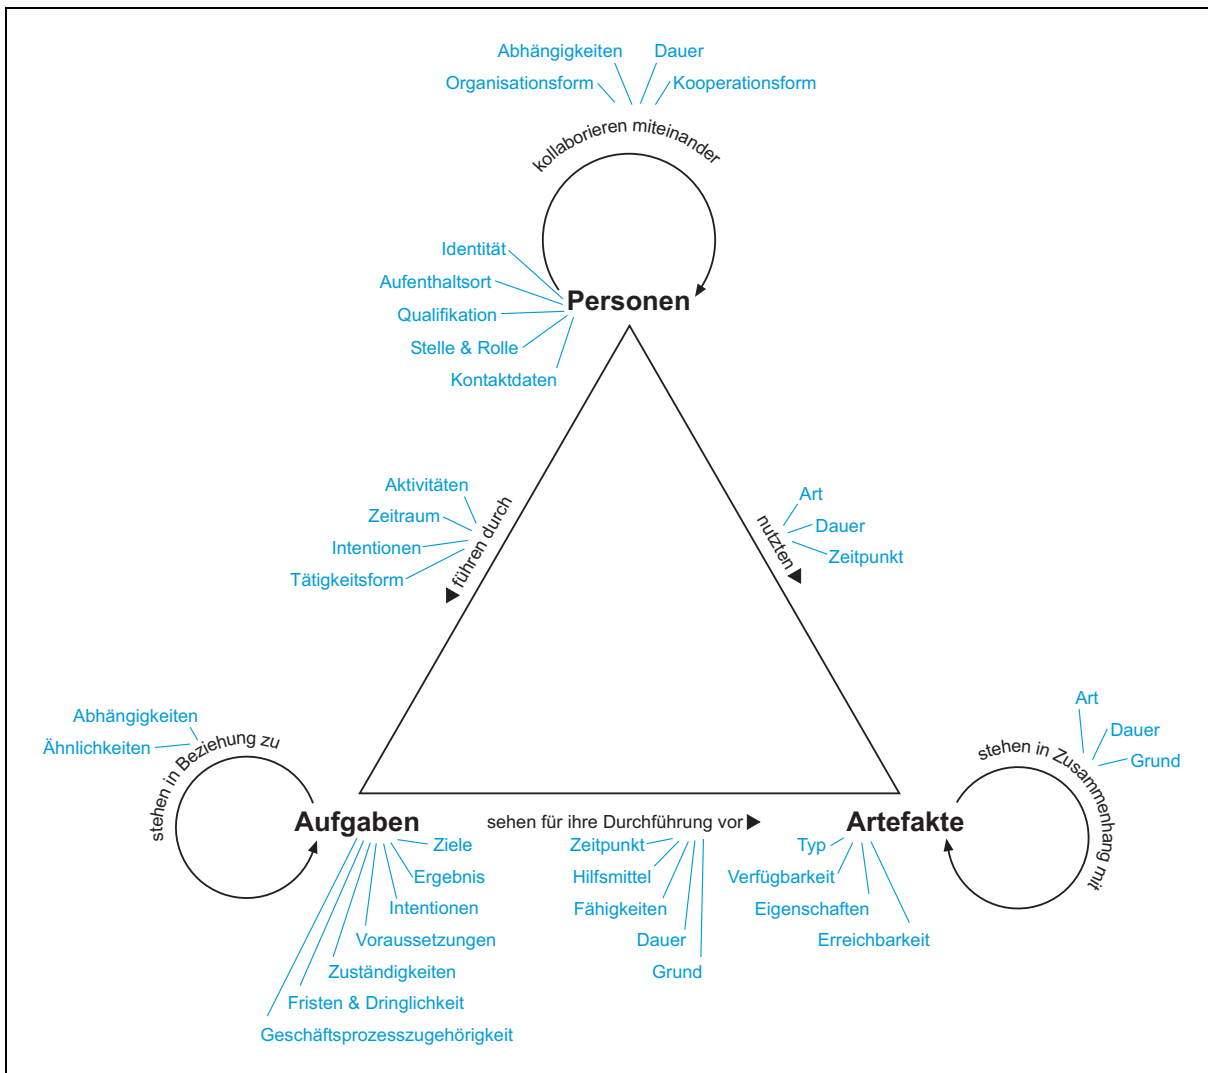 Abhängigkeiten
Dauer
Organisationsform
Kooperationsform
kollaborieren miteinander
Identität
Aufenthaltsort
Qualifikation
Stelle & Rolle
Kontaktdaten
Personen
Aktivitäten
Zeitraum
Intentionen
Tätigkeitsform
führen durch
Art
Dauer
Zeitpunkt
nutzten
Abhängigkeiten
Ähnlichkeiten
stehen in Beziehung zu
Art
Dauer
Grund
stehen in Zusammenhang mit
Aufgaben
sehen für ihre Durchführung vor
Artefakte
Ziele
Ergebnis
Intentionen
Voraussetzungen
Zuständigkeiten
Fristen & Dringlichkeit
Geschäftsprozesszugehörigkeit
Zeitpunkt
Hilfsmittel
Fähigkeiten
Dauer
Grund
Typ
Verfügbarkeit
Eigenschaften
Erreichbarkeit